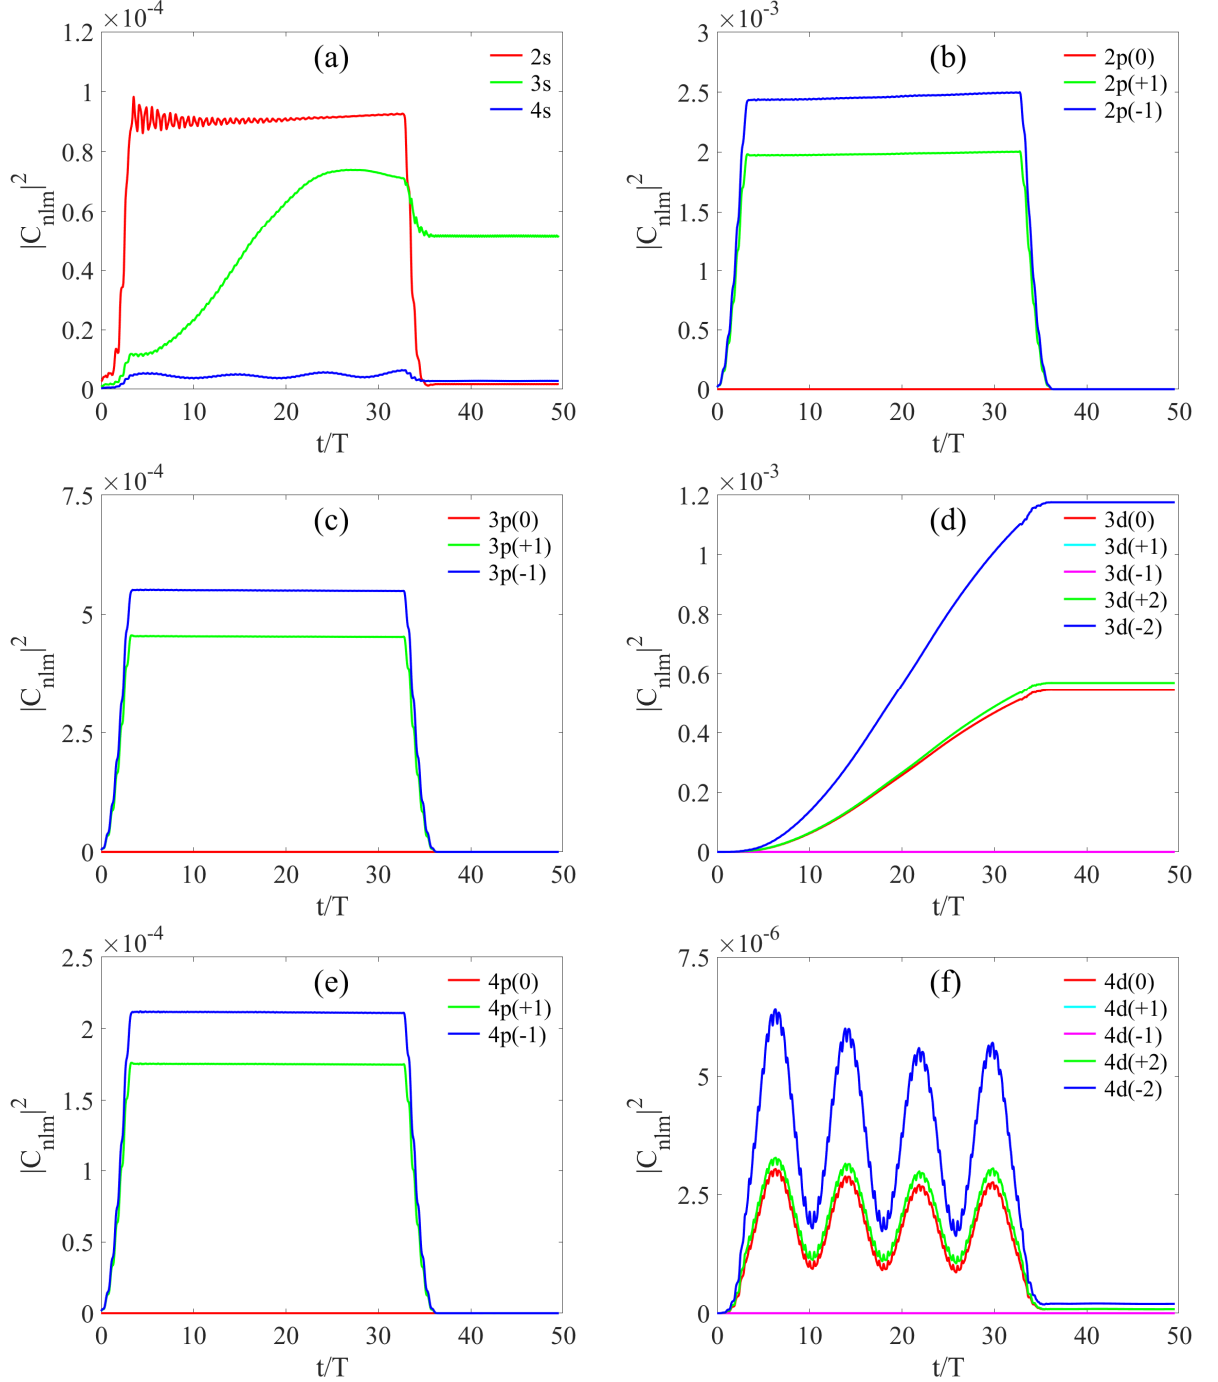 ×10-4
1.2
1
0.8
0.6
0.4
0.2
0
(a)
2s
3s
4s
|Cnlm|2
0 10 20 30 40 50
t/T
×10-3
3
2.5
2
1.5
1
0.5
0
(b)
2p(0)
2p(+1)
2p(-1)
|Cnlm|2
0 10 20 30 40 50
t/T
×10-4
7.5
5
2.5
0
(c)
3p(0)
3p(+1)
3p(-1)
|Cnlm|2
0 10 20 30 40 50
t/T
×10-3
1.2
1
0.8
0.6
0.4
0.2
0
(d)
3d(0)
3d(+1)
3d(-1)
3d(+2)
3d(-2)
|Cnlm|2
0 10 20 30 40 50
t/T
×10-4
2.5
2
1.5
1
0.5
0
(e)
4p(0)
4p(+1)
4p(-1)
|Cnlm|2
0 10 20 30 40 50
t/T
×10-6
7.5
5
2.5
0
(f)
4d(0)
4d(+1)
4d(-1)
4d(+2)
4d(-2)
|Cnlm|2
0 10 20 30 40 50
t/T